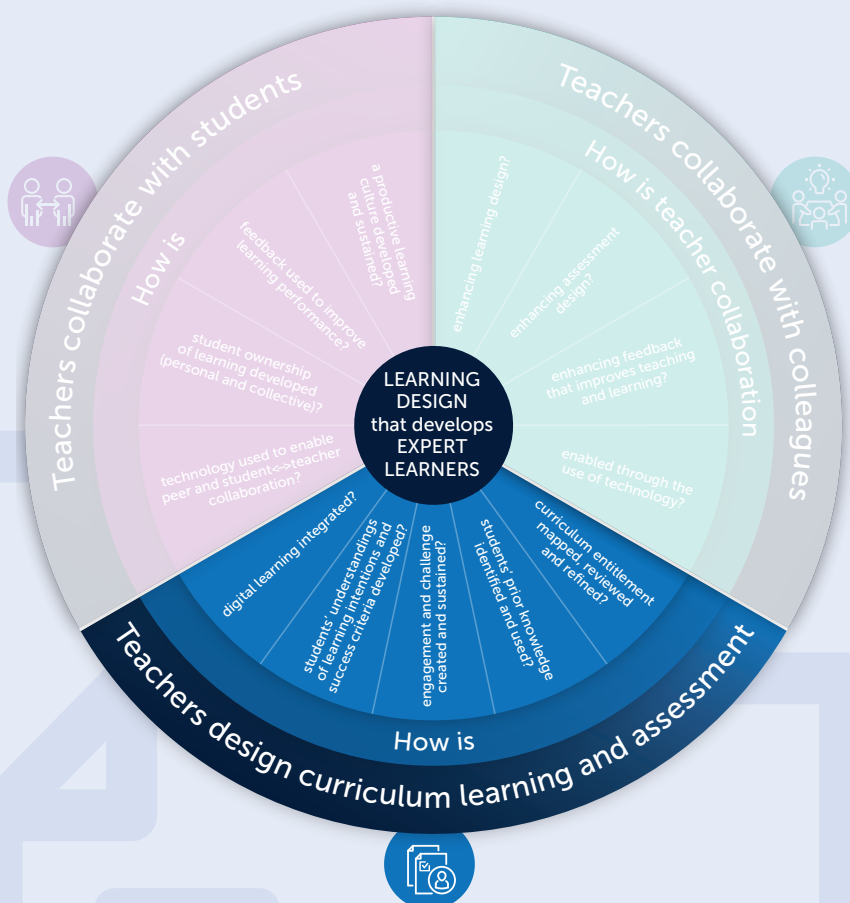 Teachers collaborate with students
How is
a productive learning
culture developed
and sustained?
feedback used to improve
learning performance?
student ownership
of learning developed
(personal and collective)?
technology used to enable
peer and student<->teacher
collaboration?
Teachers collaborate with colleagues
How is teacher collaboration
enhancing learning design?
enhancing assessment
design?
enhancing feedback
that improves teaching
and learning?
enabled through the
use of technology?
LEARNING
DESIGN
that develops
EXPERT
LEARNERS
digital learning integrated?
students' understandings
of learning intentions and
success criteria developed?
engagement and challenge
created and sustained?
students' prior knowledge
identified and used?
curriculum entitlement
mapped, reviewed
and refined?
How is
Teachers design curriculum learning and assessment